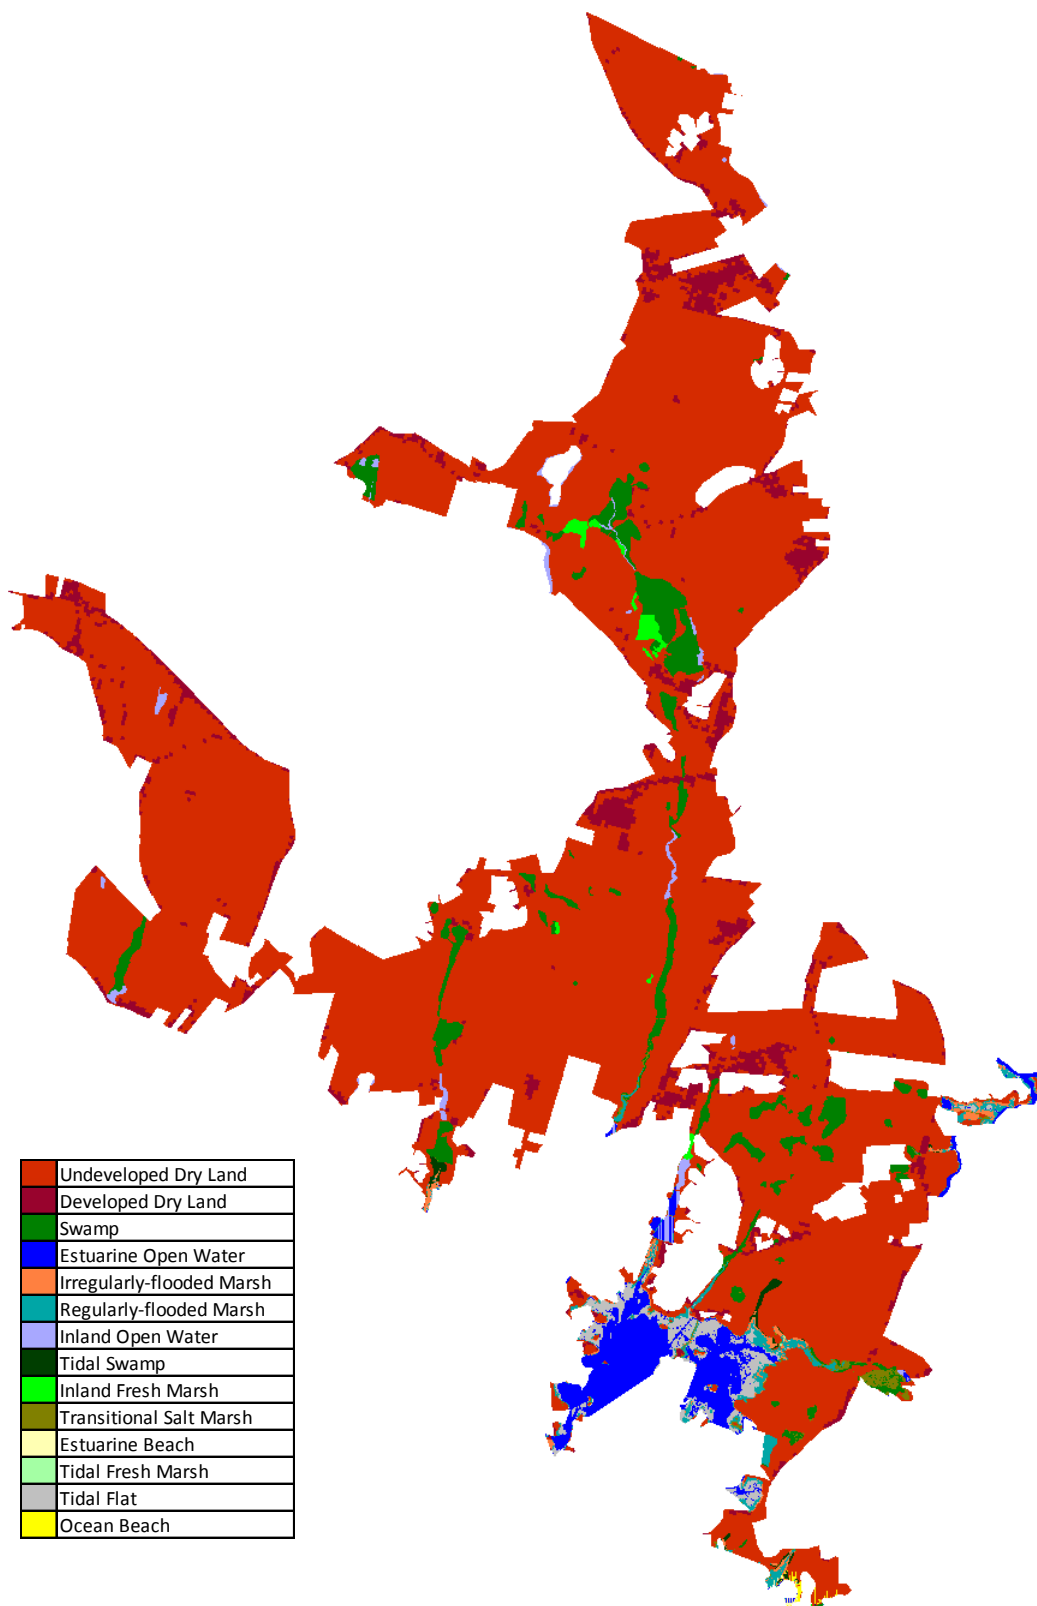 Undeveloped Dry Land
Developed Dry Land
Swamp
Estuarine Open Water
Irregularly-flooded Marsh
Regularly-flooded Marsh
Inland Open Water
Tidal Swamp
Inland Fresh Marsh
Transitional Salt Marsh
Estuarine Beach
Tidal Fresh Marsh
Tidal Flat
Ocean Beach